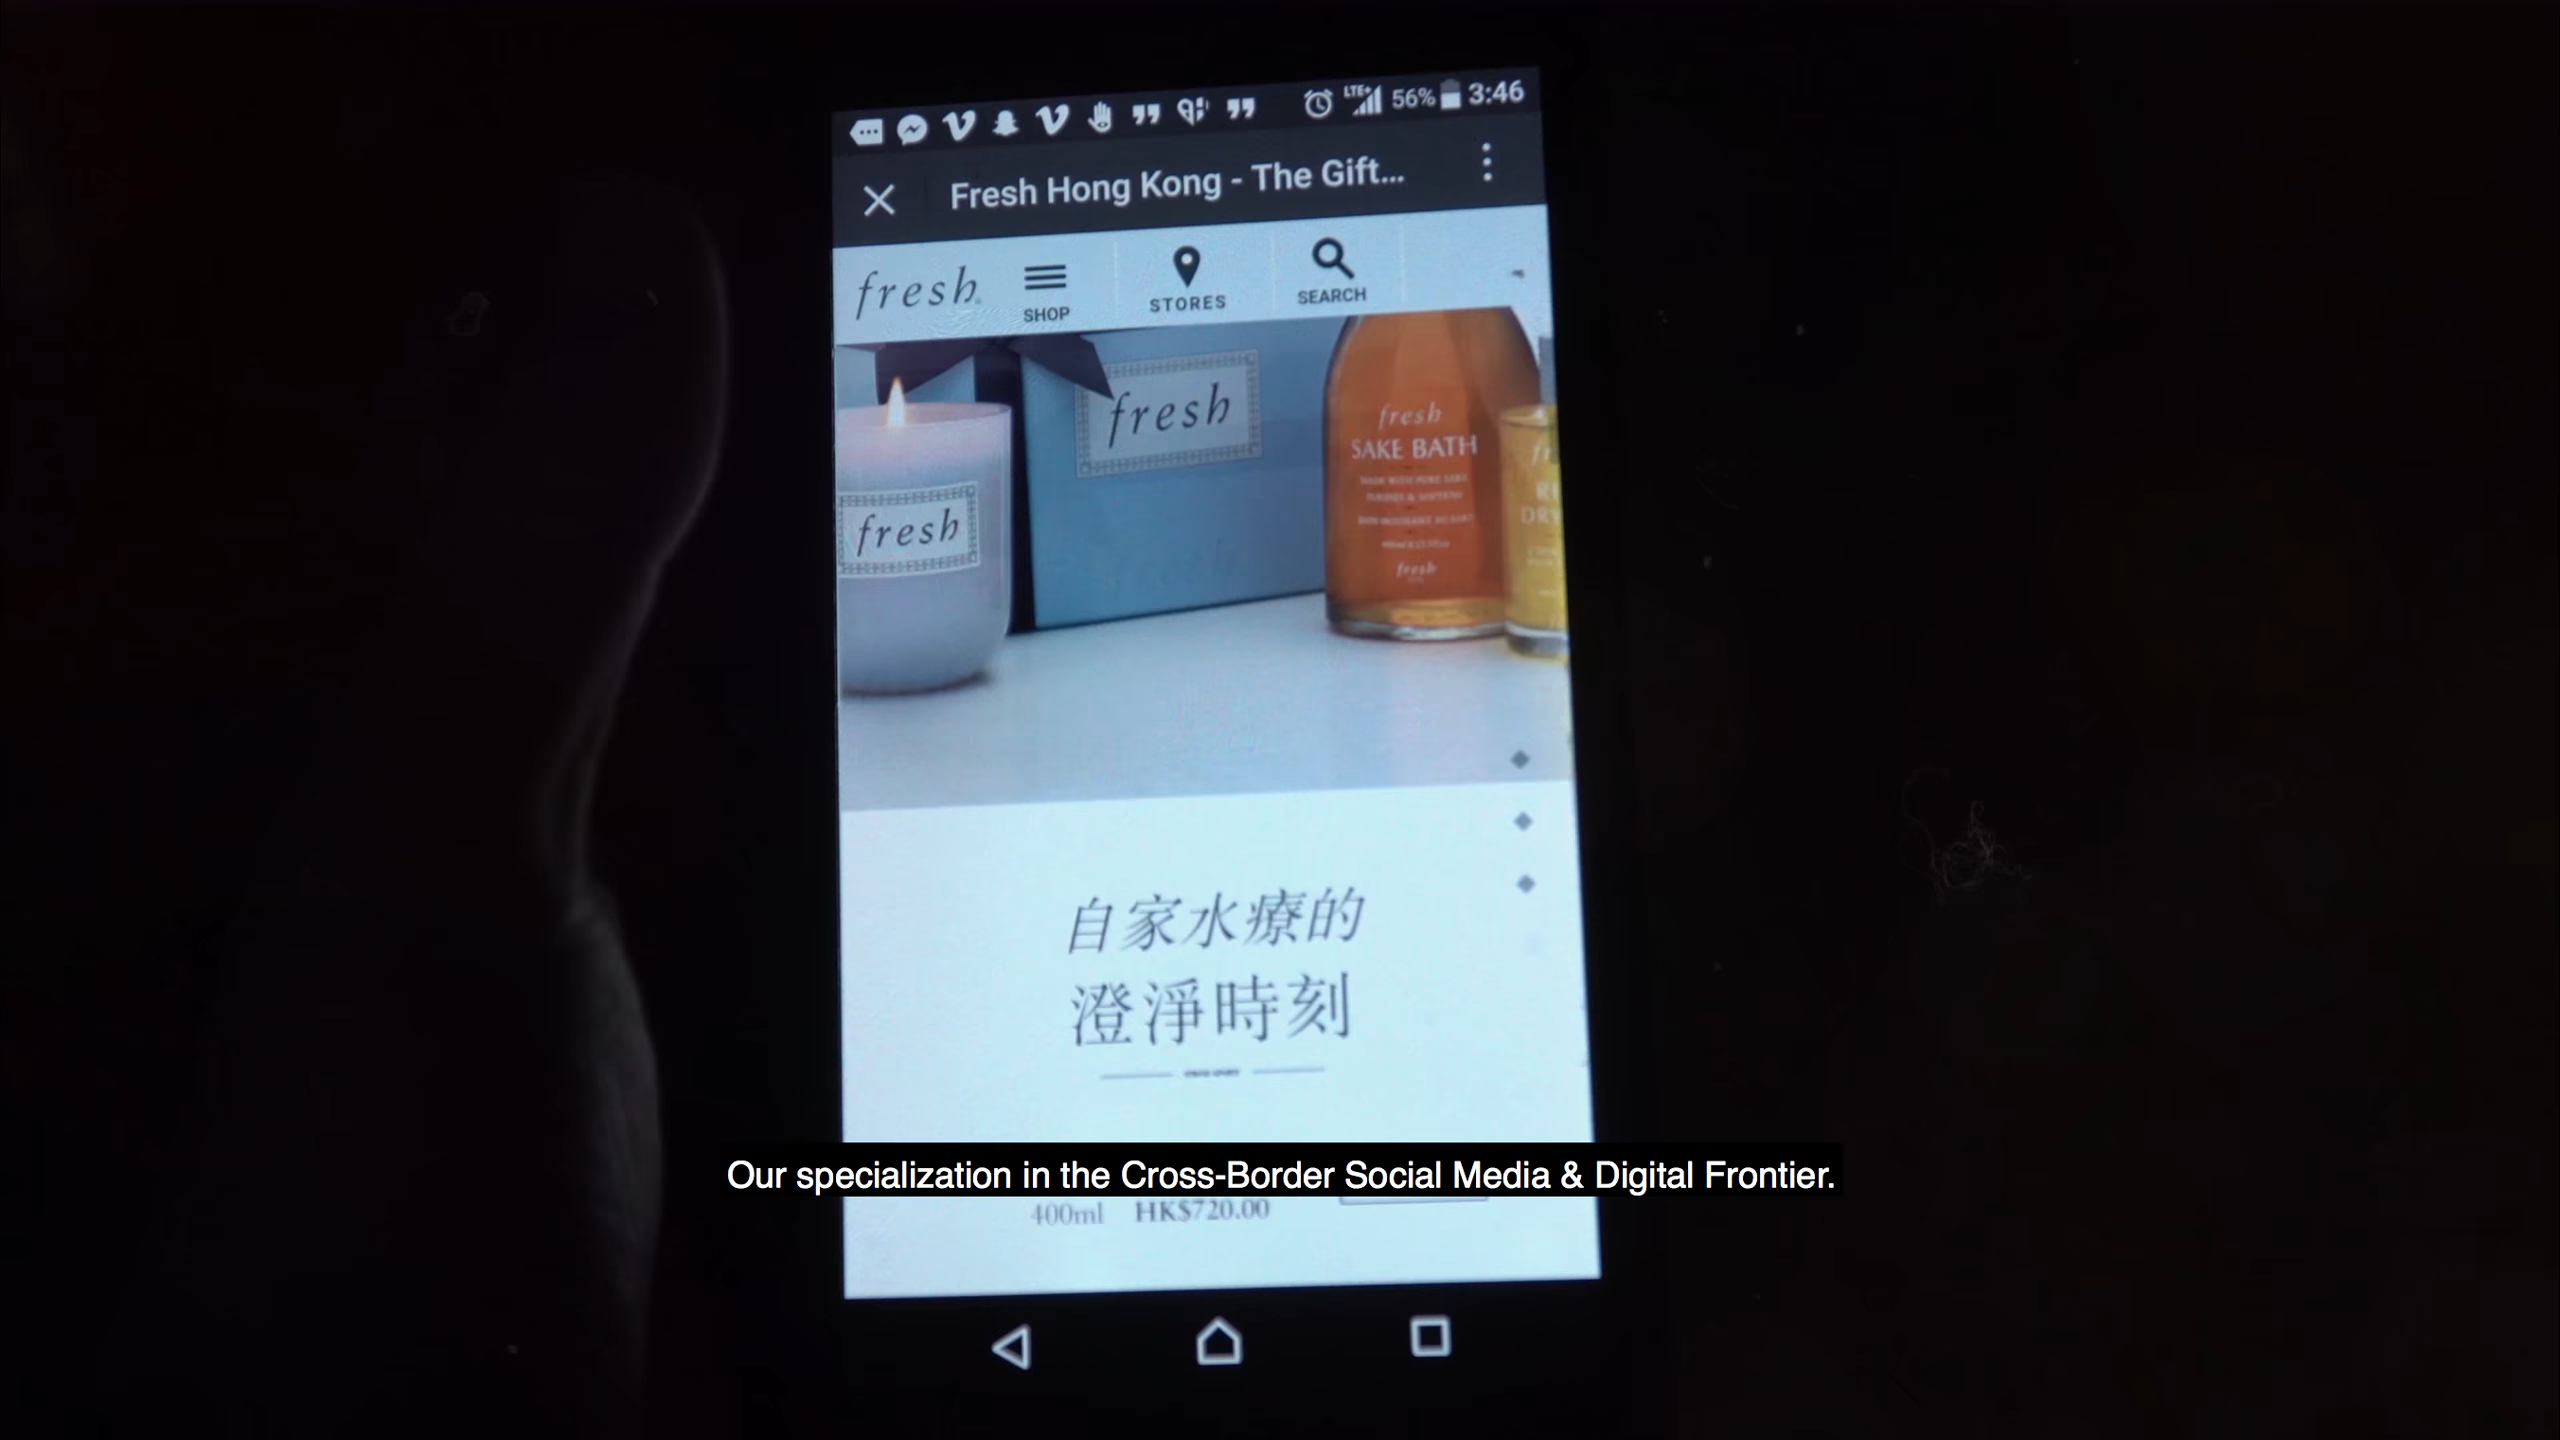 56% 3:46
Fresh Hong Kong - The Gift...
fresh
SHOP
STORES
SEARCH
fresh
fresh
fresh
SAKE BATH
fresh
DRY
自家水療的
澄淨時刻
Our specialization in the Cross-Border Social Media & Digital Frontier.
400ml HK$720.00